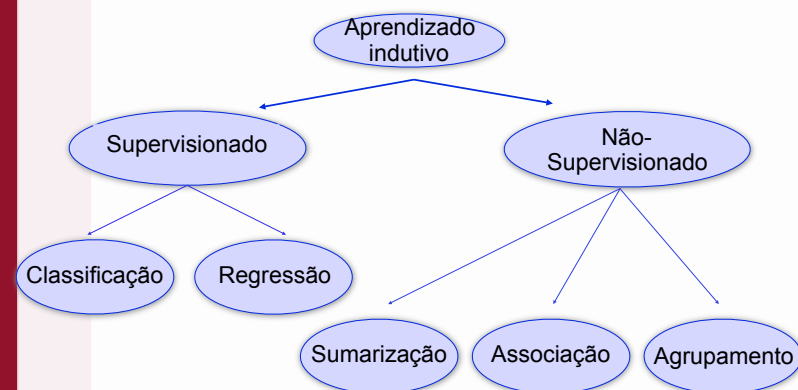 Aprendizado
indutivo
Supervisionado
Não-
Supervisionado
Classificação
Regressão
Sumarização
Associação
Agrupamento